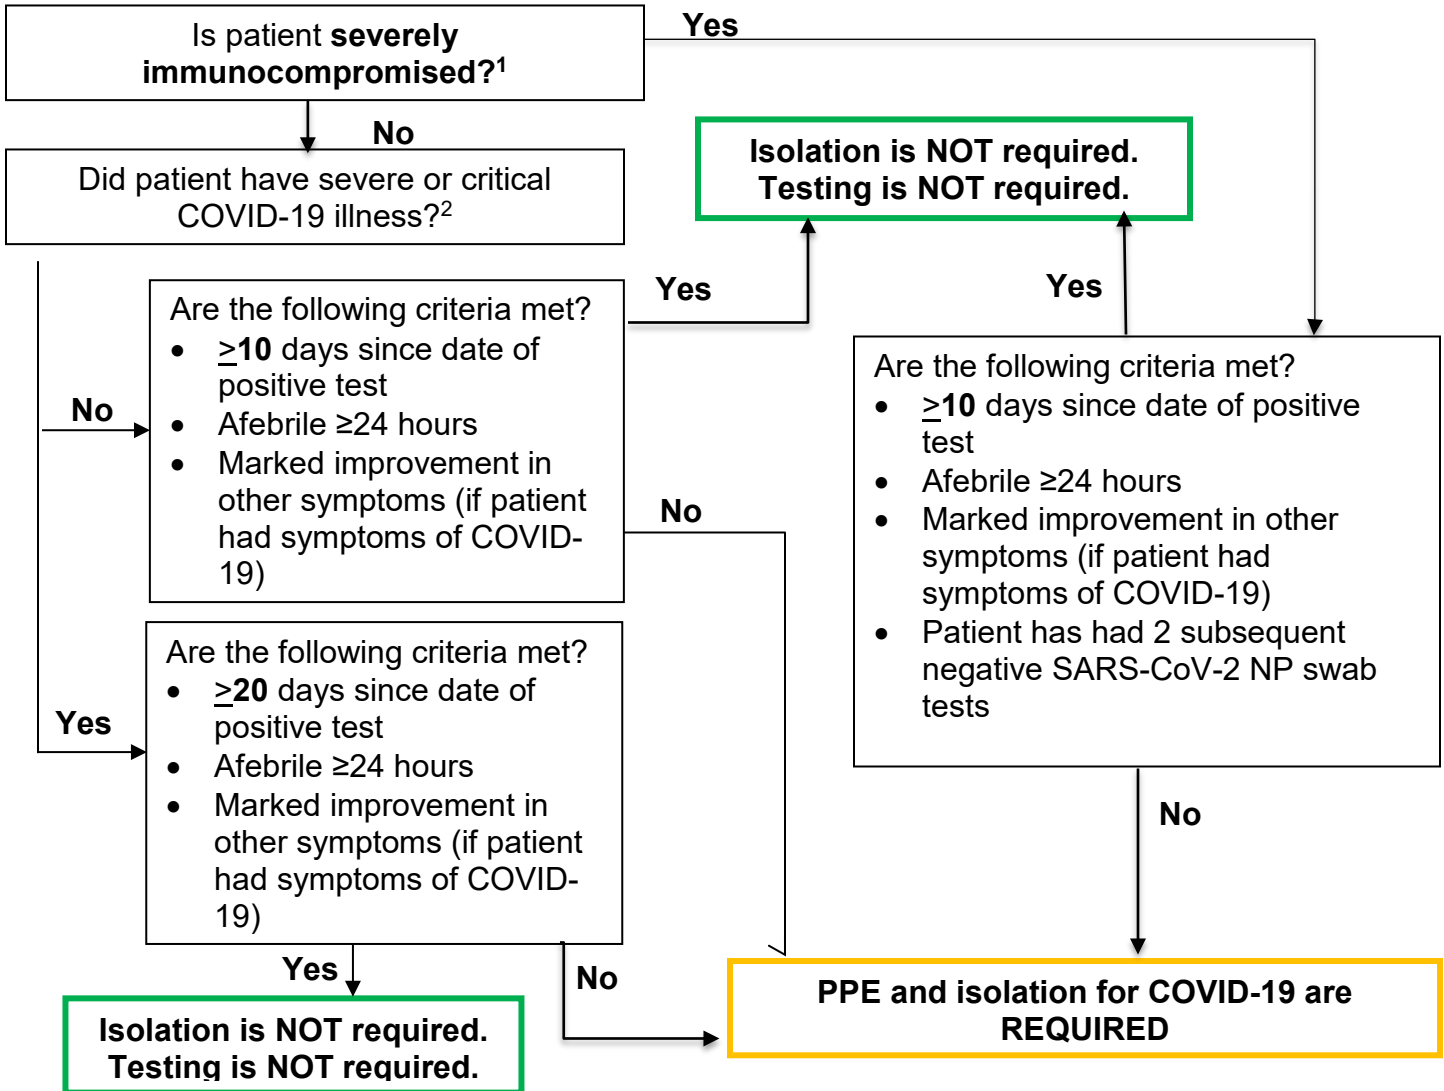 Is patient severely
immunocompromised?¹
Yes
No
Did patient have severe or critical
COVID-19 illness?²
Isolation is NOT required.
Testing is NOT required.
Yes
Yes
Are the following criteria met?
• ≥10 days since date of
positive test
• Afebrile ≥24 hours
• Marked improvement in
other symptoms (if patient
had symptoms of COVID-
19)
No
No
Are the following criteria met?
• ≥10 days since date of positive
test
• Afebrile ≥24 hours
• Marked improvement in other
symptoms (if patient had
symptoms of COVID-19)
• Patient has had 2 subsequent
negative SARS-CoV-2 NP swab
tests
Are the following criteria met?
• ≥20 days since date of
positive test
• Afebrile ≥24 hours
• Marked improvement in
other symptoms (if patient
had symptoms of COVID-
19)
Yes
No
Yes
No
PPE and isolation for COVID-19 are
REQUIRED
Isolation is NOT required.
Testing is NOT required.